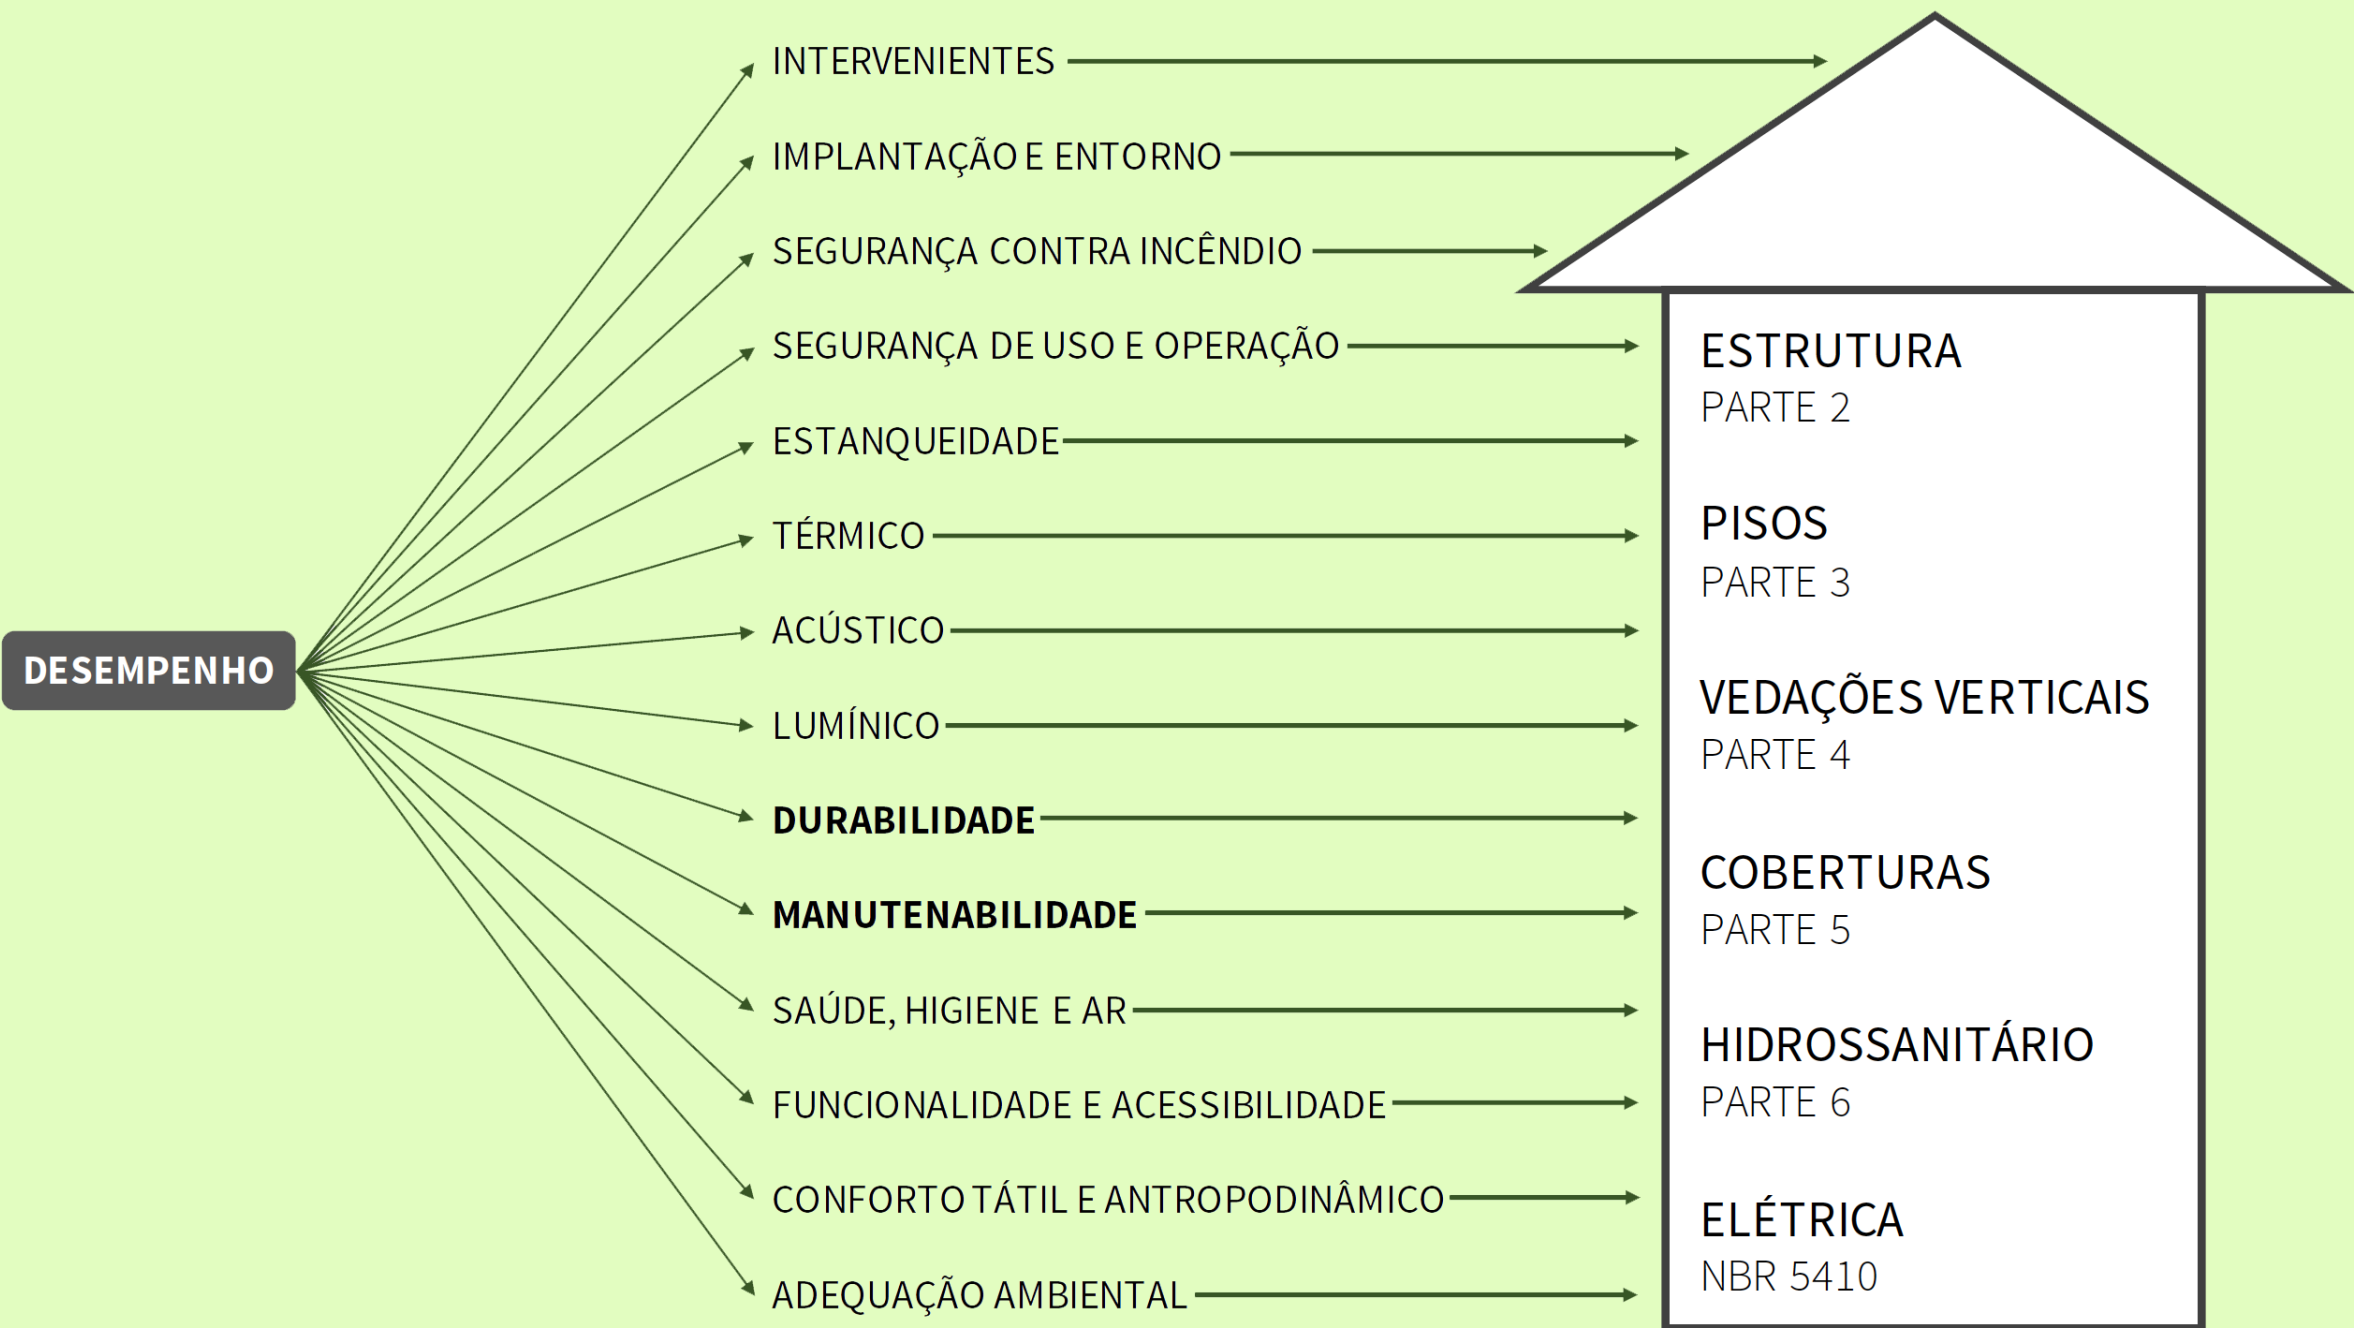 DESEMPENHO
INTERVENIENTES
IMPLANTAÇÃO E ENTORNO
SEGURANÇA CONTRA INCÊNDIO
SEGURANÇA DE USO E OPERAÇÃO
ESTANQUEIDADE
TÉRMICO
ACÚSTICO
LUMÍNICO
DURABILIDADE
MANUTENABILIDADE
SAÚDE, HIGIENE E AR
FUNCIONALIDADE E ACESSIBILIDADE
CONFORTO TÁTIL E ANTROPODINÂMICO
ADEQUAÇÃO AMBIENTAL
ESTRUTURA
PARTE 2
PISOS
PARTE 3
VEDAÇÕES VERTICAIS
PARTE 4
COBERTURAS
PARTE 5
HIDROSSANITÁRIO
PARTE 6
ELÉTRICA
NBR 5410